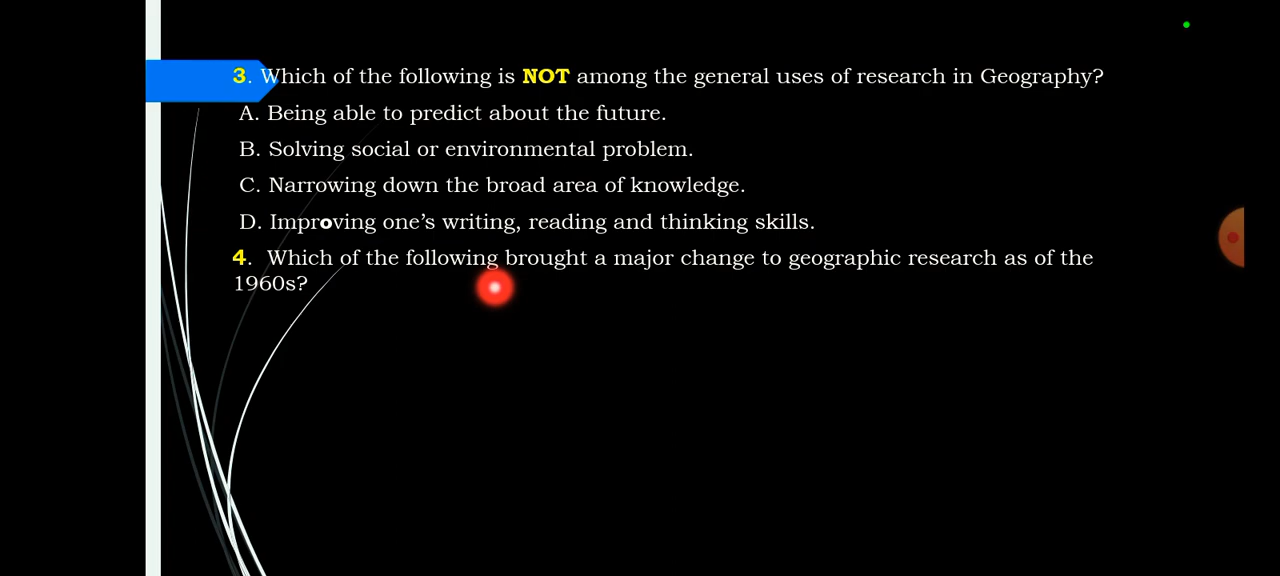 3. Which of the following is NOT among the general uses of research in Geography?
A. Being able to predict about the future.
B. Solving social or environmental problem.
C. Narrowing down the broad area of knowledge.
D. Improving one's writing, reading and thinking skills.
4. Which of the following brought a major change to geographic research as of the
1960s?